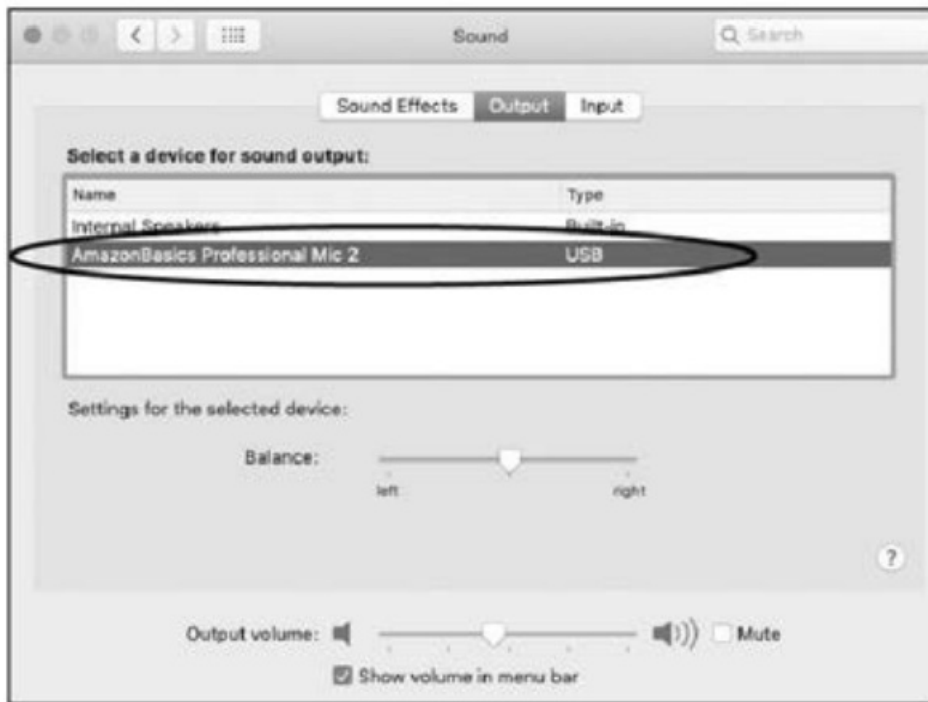 Sound
Search
Sound Effects Output Input
Select a device for sound output:
Name Type
Internal Speakers Built-in
AmazonBasics Professional Mic 2 USB
Settings for the selected device:
Balance:
left right
?
Output volume: Mute
Show volume in menu bar